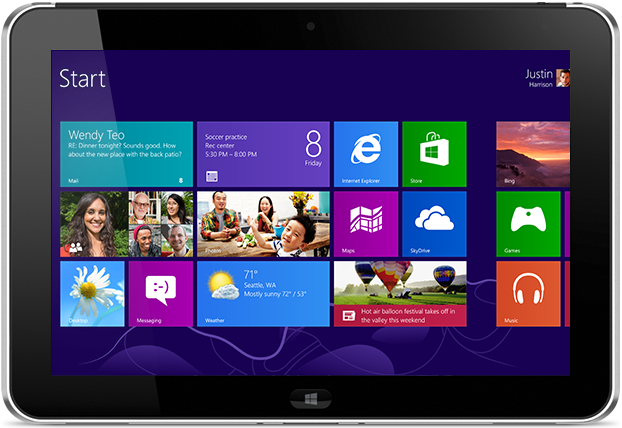 Start
Justin
Harrison
Wendy Teo
RE: Dinner tonight? Sounds good. How
about the new place with the back patio?
Mail
8
Soccer practice
Rec center
5:30 PM – 8:00 PM
8
Friday
Internet Explorer
Store
Bing
Photos
Maps
SkyDrive
Games
Desktop
Messaging
71°
Seattle, WA
Mostly sunny 72° / 53°
Weather
Hot air balloon festival takes off in
the valley this weekend
Music